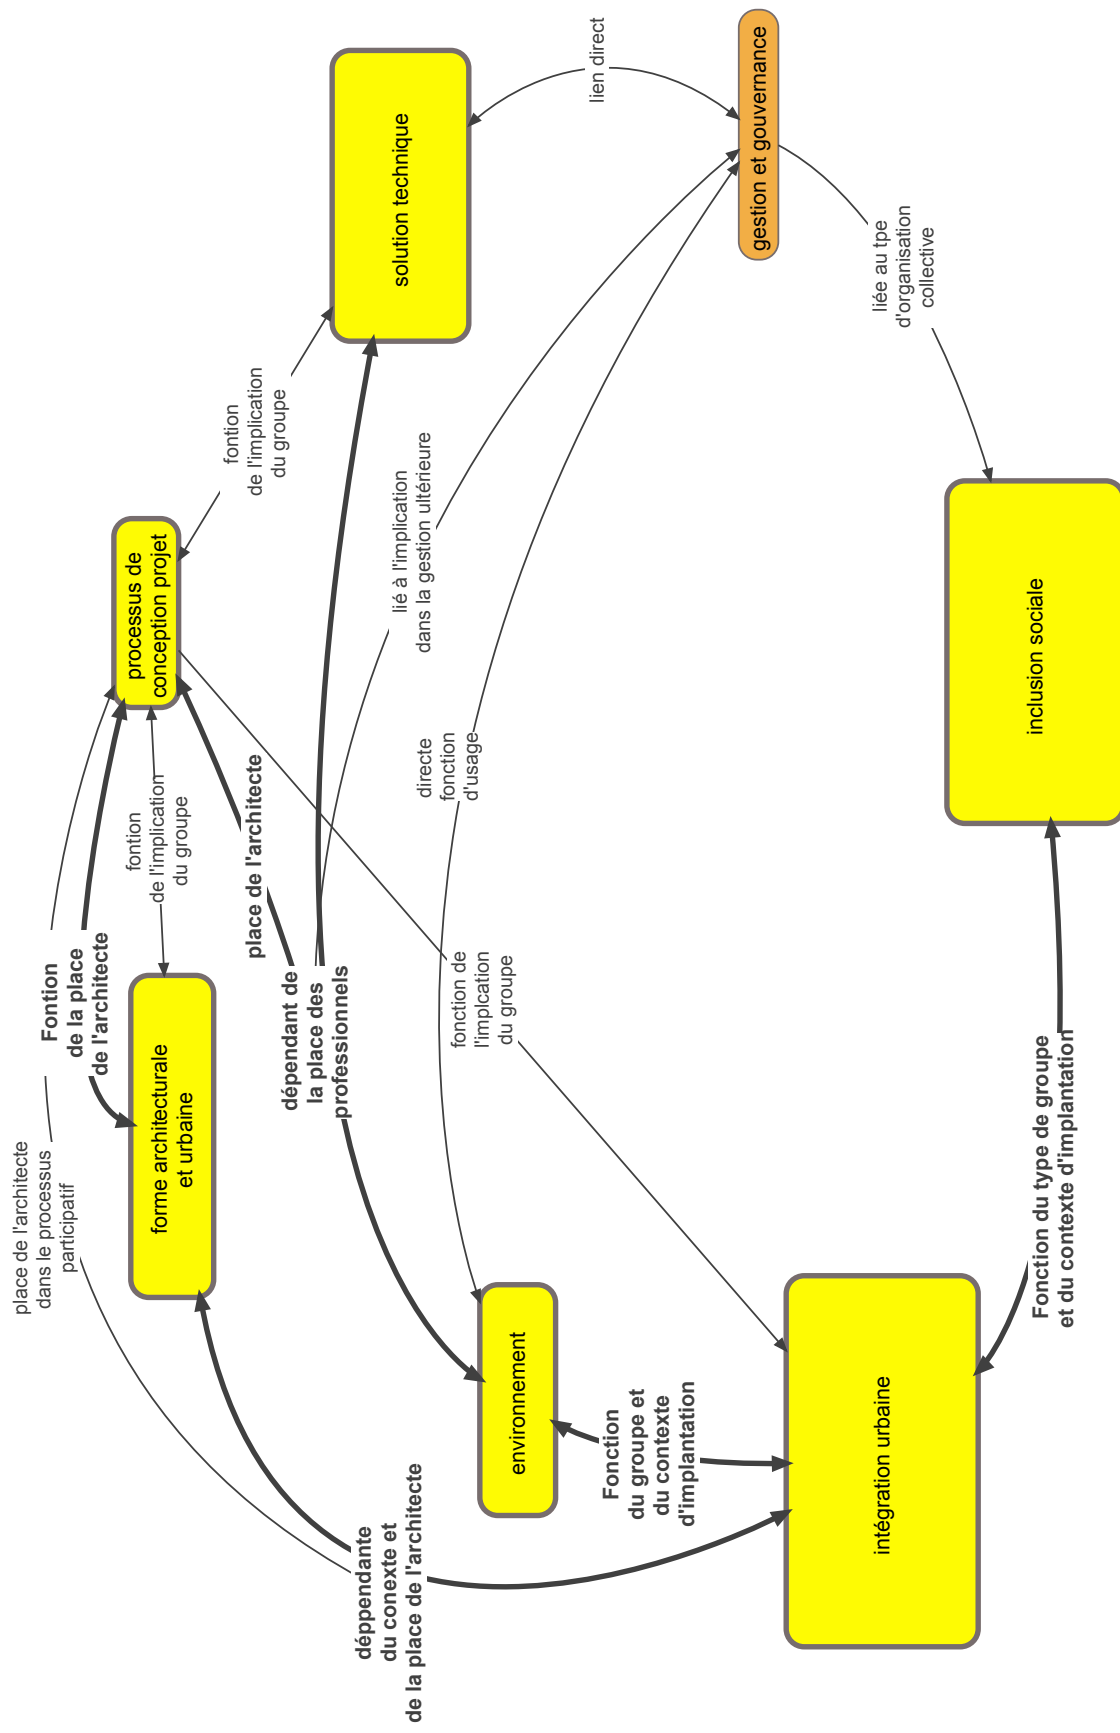 place de l'architecte
dans le processus
participatif
Fontion
de la place
de l'architecte
forme architecturale
et urbaine
fontion
de l'implication
du groupe
processus de
conception projet
fontion
de l'implication
du groupe
place de l'architecte
dépendant de
la place des
professionnels
solution technique
lien direct
gestion et gouvernance
lié à l'implication
dans la gestion ultérieure
directe
fonction
d'usage
fonction de
l'implcation
du groupe
liée au tpe
d'organisation
collective
déppendante
du conexte et
de la place de l'architecte
environnement
Fonction
du groupe et
du contexte
d'implantation
intégration urbaine
Fonction du type de groupe
et du contexte d'implantation
inclusion sociale